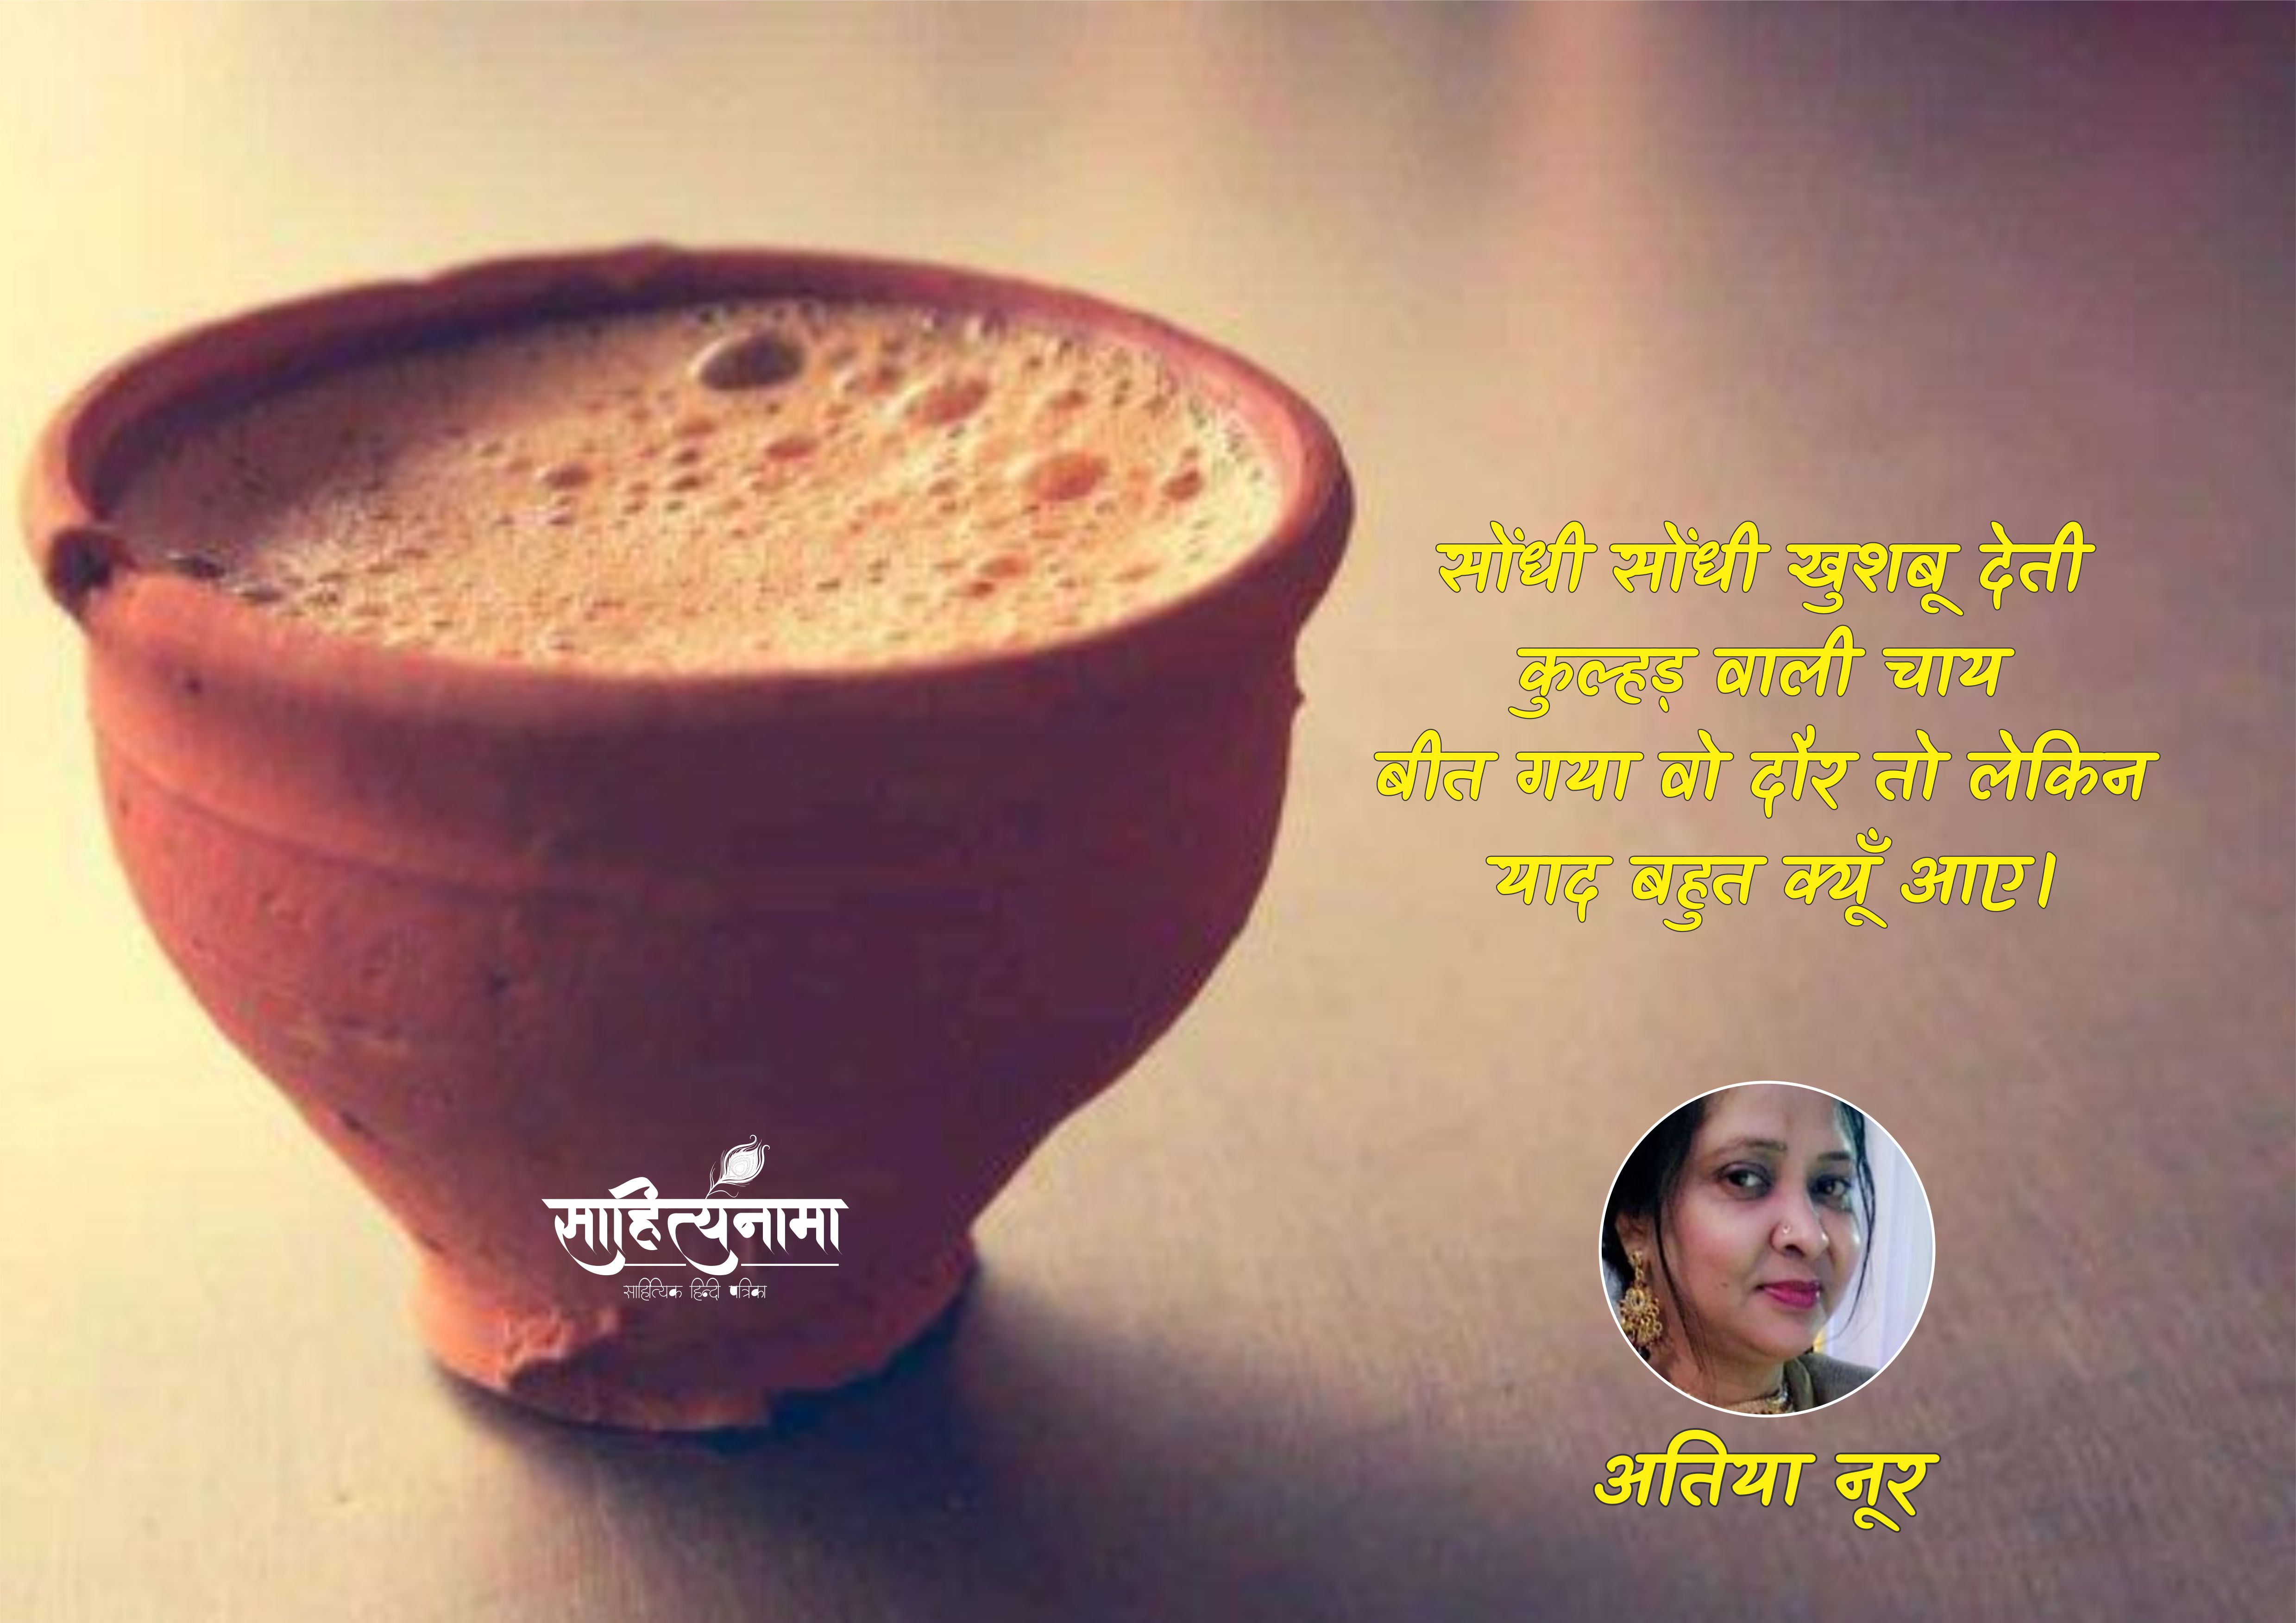 सोंधी सोंधी खुशबू देती
कुल्हड़ वाली चाय
बीत गया वो दौर तो लेकिन
याद बहुत क्यूँ आए।
साहित्यनामा
साहित्यिक हिन्दी पत्रिका
अतिया नूर